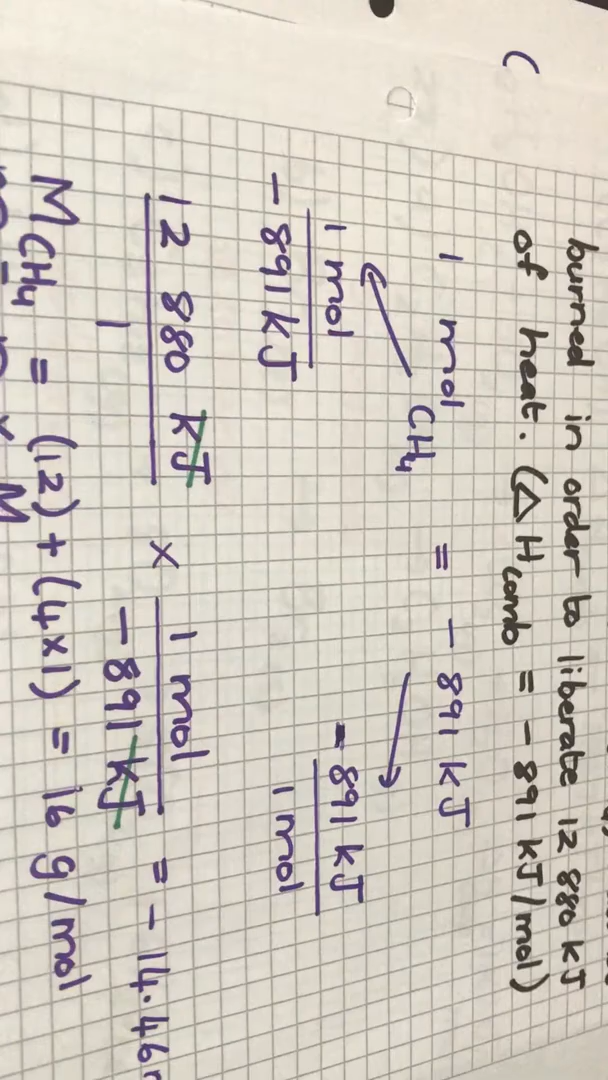 burned in order to liberate 12 880 kJ
of heat. (ΔHcomb = -891 kJ/mol)
1 mol CH4 = -891 kJ
1 mol
-891 kJ
-891 kJ
1 mol
12 880 kJ × 1 mol = -14.46
1 -891 kJ
MCH4 = (12) + (4×1) = 16 g/mol